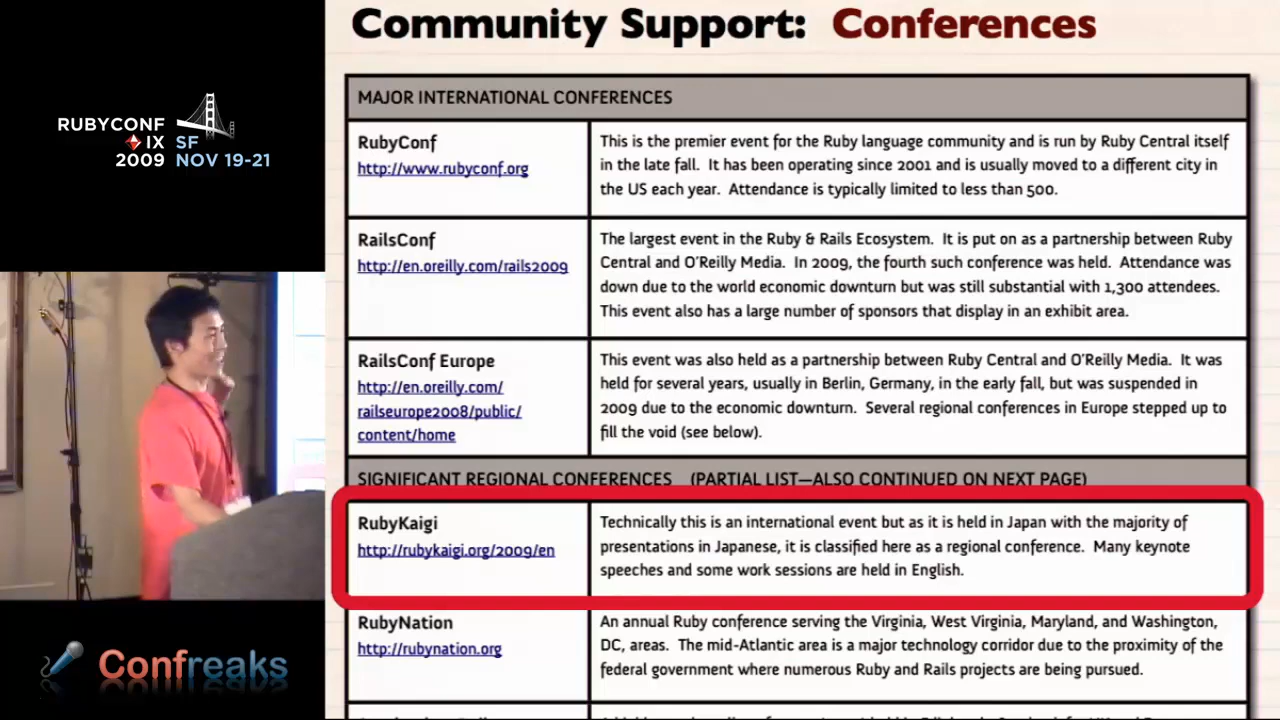 RUBYCONF
IX SF
2009 NOV 19-21
Confreaks
Community Support: Conferences
MAJOR INTERNATIONAL CONFERENCES
RubyConf
http://www.rubyconf.org
This is the premier event for the Ruby language community and is run by Ruby Central itself
in the late fall. It has been operating since 2001 and is usually moved to a different city in
the US each year. Attendance is typically limited to less than 500.
RailsConf
http://en.oreilly.com/rails2009
The largest event in the Ruby & Rails Ecosystem. It is put on as a partnership between Ruby
Central and O'Reilly Media. In 2009, the fourth such conference was held. Attendance was
down due to the world economic downturn but was still substantial with 1,300 attendees.
This event also has a large number of sponsors that display in an exhibit area.
RailsConf Europe
http://en.oreilly.com/
railseurope2008/public/
content/home
This event was also held as a partnership between Ruby Central and O'Reilly Media. It was
held for several years, usually in Berlin, Germany, in the early fall, but was suspended in
2009 due to the economic downturn. Several regional conferences in Europe stepped up to
fill the void (see below).
SIGNIFICANT REGIONAL CONFERENCES (PARTIAL LIST—ALSO CONTINUED ON NEXT PAGE)
RubyKaigi
http://rubykaigi.org/2009/en
Technically this is an international event but as it is held in Japan with the majority of
presentations in Japanese, it is classified here as a regional conference. Many keynote
speeches and some work sessions are held in English.
RubyNation
http://rubynation.org
An annual Ruby conference serving the Virginia, West Virginia, Maryland, and Washington,
DC, areas. The mid-Atlantic area is a major technology corridor due to the proximity of the
federal government where numerous Ruby and Rails projects are being pursued.